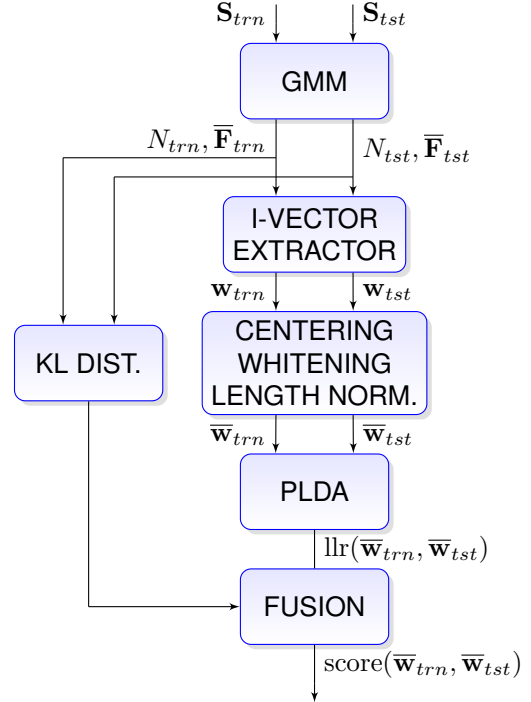 𝐒_trn 𝐒_tst
GMM
N_trn, 𝐅̅_trn
N_tst, 𝐅̅_tst
I-VECTOR
EXTRACTOR
𝐰_trn 𝐰_tst
KL DIST.
CENTERING
WHITENING
LENGTH NORM.
𝐰̅_trn 𝐰̅_tst
PLDA
llr(𝐰̅_trn, 𝐰̅_tst)
FUSION
score(𝐰̅_trn, 𝐰̅_tst)